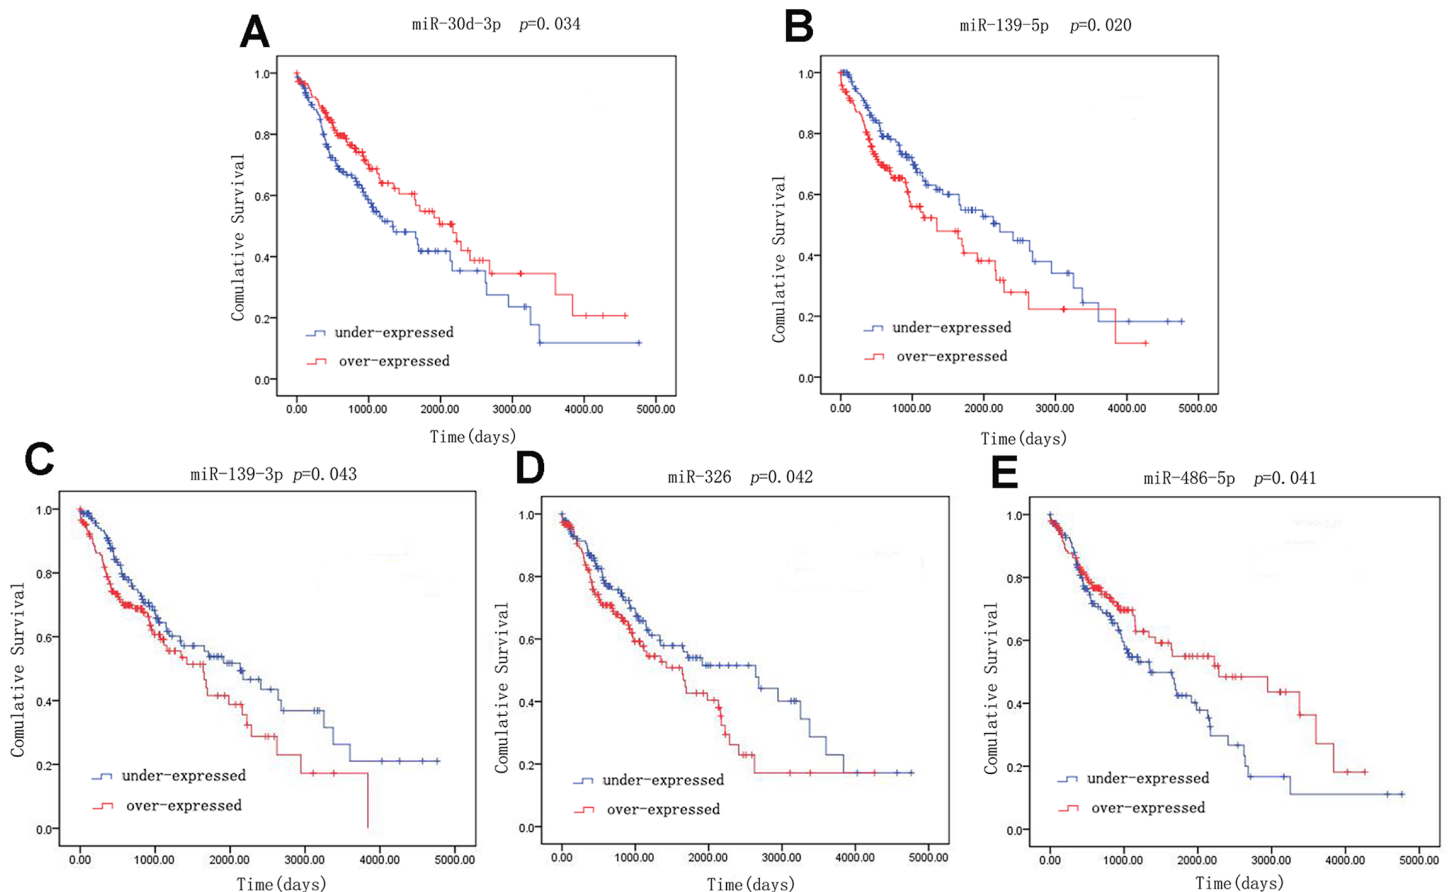 A
miR-30d-3p p=0.034
1.0
0.8
0.6
0.4
0.2
0.0
Comulative Survival
under-expressed
over-expressed
0.00 1000.00 2000.00 3000.00 4000.00 5000.00
Time(days)
B
miR-139-5p p=0.020
1.0
0.8
0.6
0.4
0.2
0.0
Comulative Survival
under-expressed
over-expressed
0.00 1000.00 2000.00 3000.00 4000.00 5000.00
Time(days)
C
miR-139-3p p=0.043
1.0
0.8
0.6
0.4
0.2
0.0
Comulative Survival
under-expressed
over-expressed
0.00 1000.00 2000.00 3000.00 4000.00 5000.00
Time(days)
D
miR-326 p=0.042
1.0
0.8
0.6
0.4
0.2
0.0
Comulative Survival
under-expressed
over-expressed
0.00 1000.00 2000.00 3000.00 4000.00 5000.00
Time(days)
E
miR-486-5p p=0.041
1.0
0.8
0.6
0.4
0.2
0.0
Comulative Survival
under-expressed
over-expressed
0.00 1000.00 2000.00 3000.00 4000.00 5000.00
Time(days)